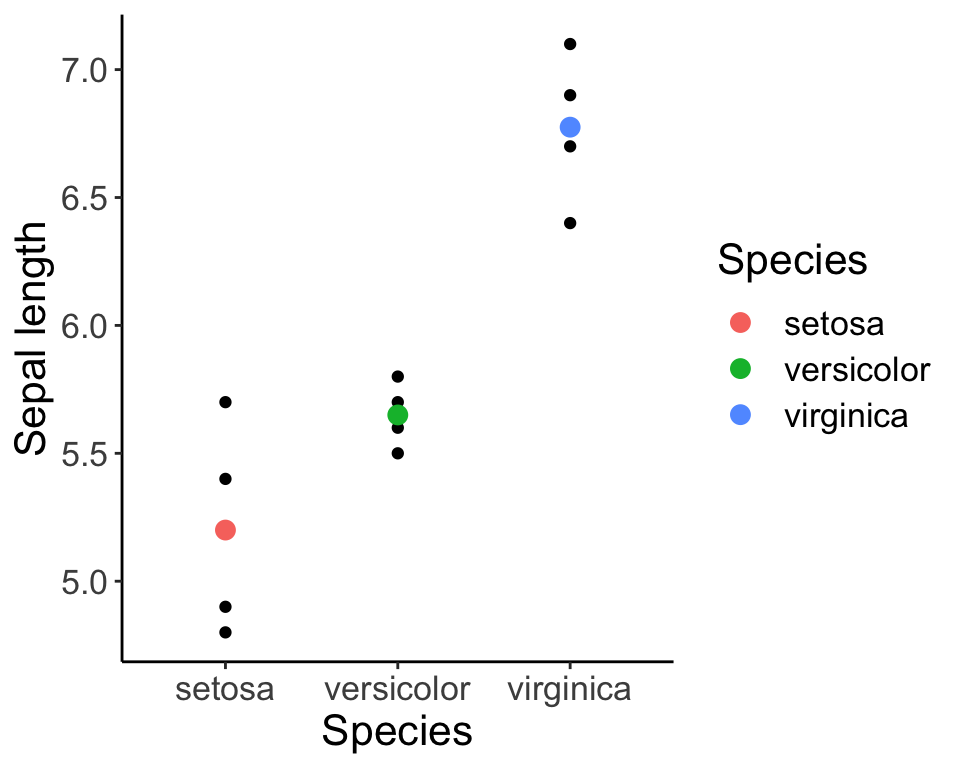 7.0
6.5
6.0
5.5
5.0
Sepal length
setosa versicolor virginica
Species
Species
setosa
versicolor
virginica